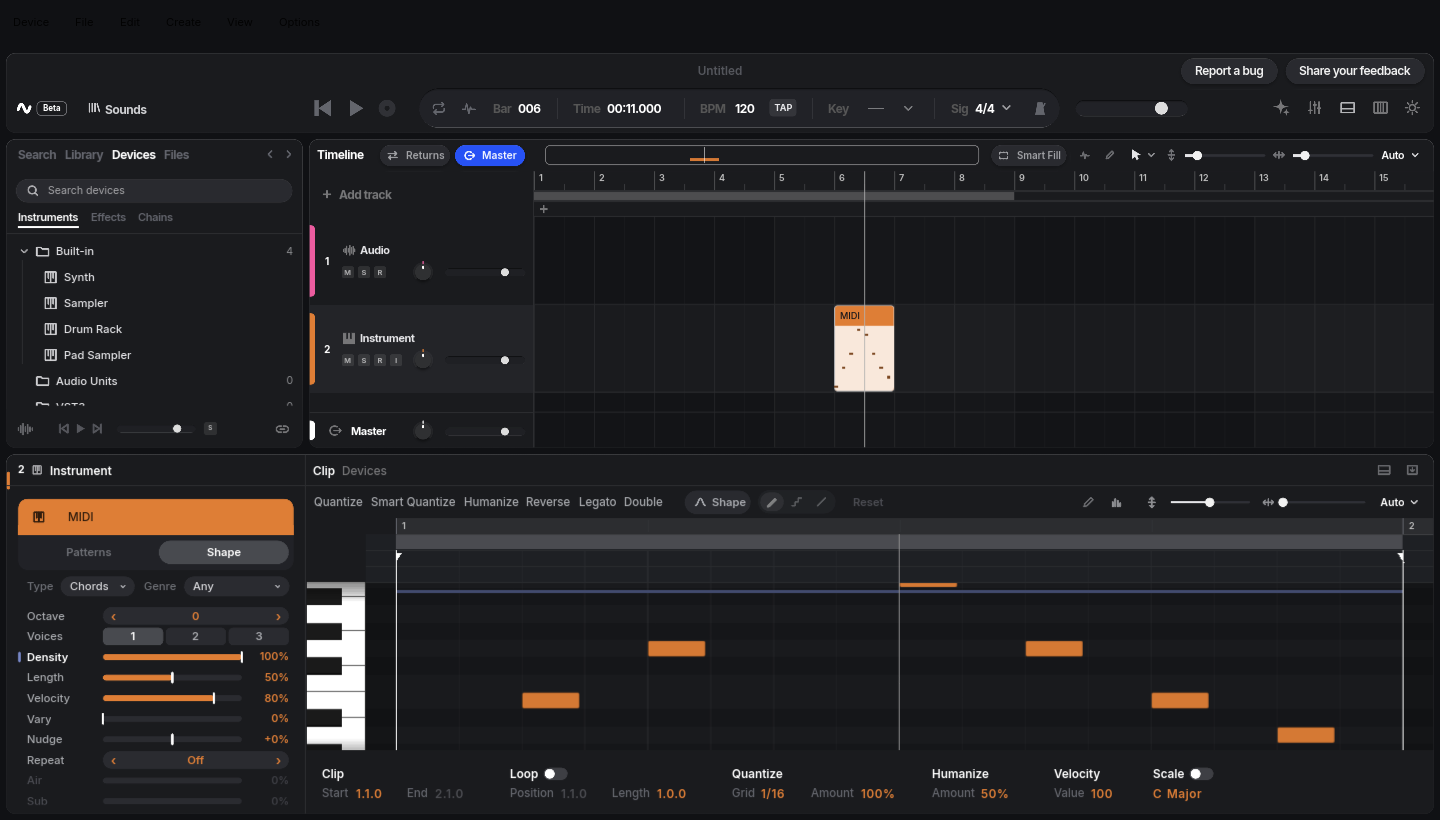 Device File Edit Create View Options
Untitled
Report a bug
Share your feedback
Beta
Sounds
Bar 006
Time 00:11.000
BPM 120 TAP
Key —
Sig 4/4
Search Library Devices Files
Search devices
Instruments Effects Chains
Built-in 4
Synth
Sampler
Drum Rack
Pad Sampler
Audio Units 0
VST3 0
S
Timeline
Returns
Master
Smart Fill
Auto
+ Add track
1 2 3 4 5 6 7 8 9 10 11 12 13 14 15
+
1 Audio
M S R
2 Instrument
M S R I
MIDI
Master
2 Instrument
MIDI
Patterns Shape
Type Chords Genre Any
Octave 0
Voices 1 2 3
Density 100%
Length 50%
Velocity 80%
Vary 0%
Nudge +0%
Repeat Off
Air 0%
Sub 0%
Clip Devices
Quantize Smart Quantize Humanize Reverse Legato Double
Shape
Reset
Auto
1 2
Clip
Start 1.1.0 End 2.1.0
Loop
Position 1.1.0 Length 1.0.0
Quantize
Grid 1/16 Amount 100%
Humanize
Amount 50%
Velocity
Value 100
Scale
C Major